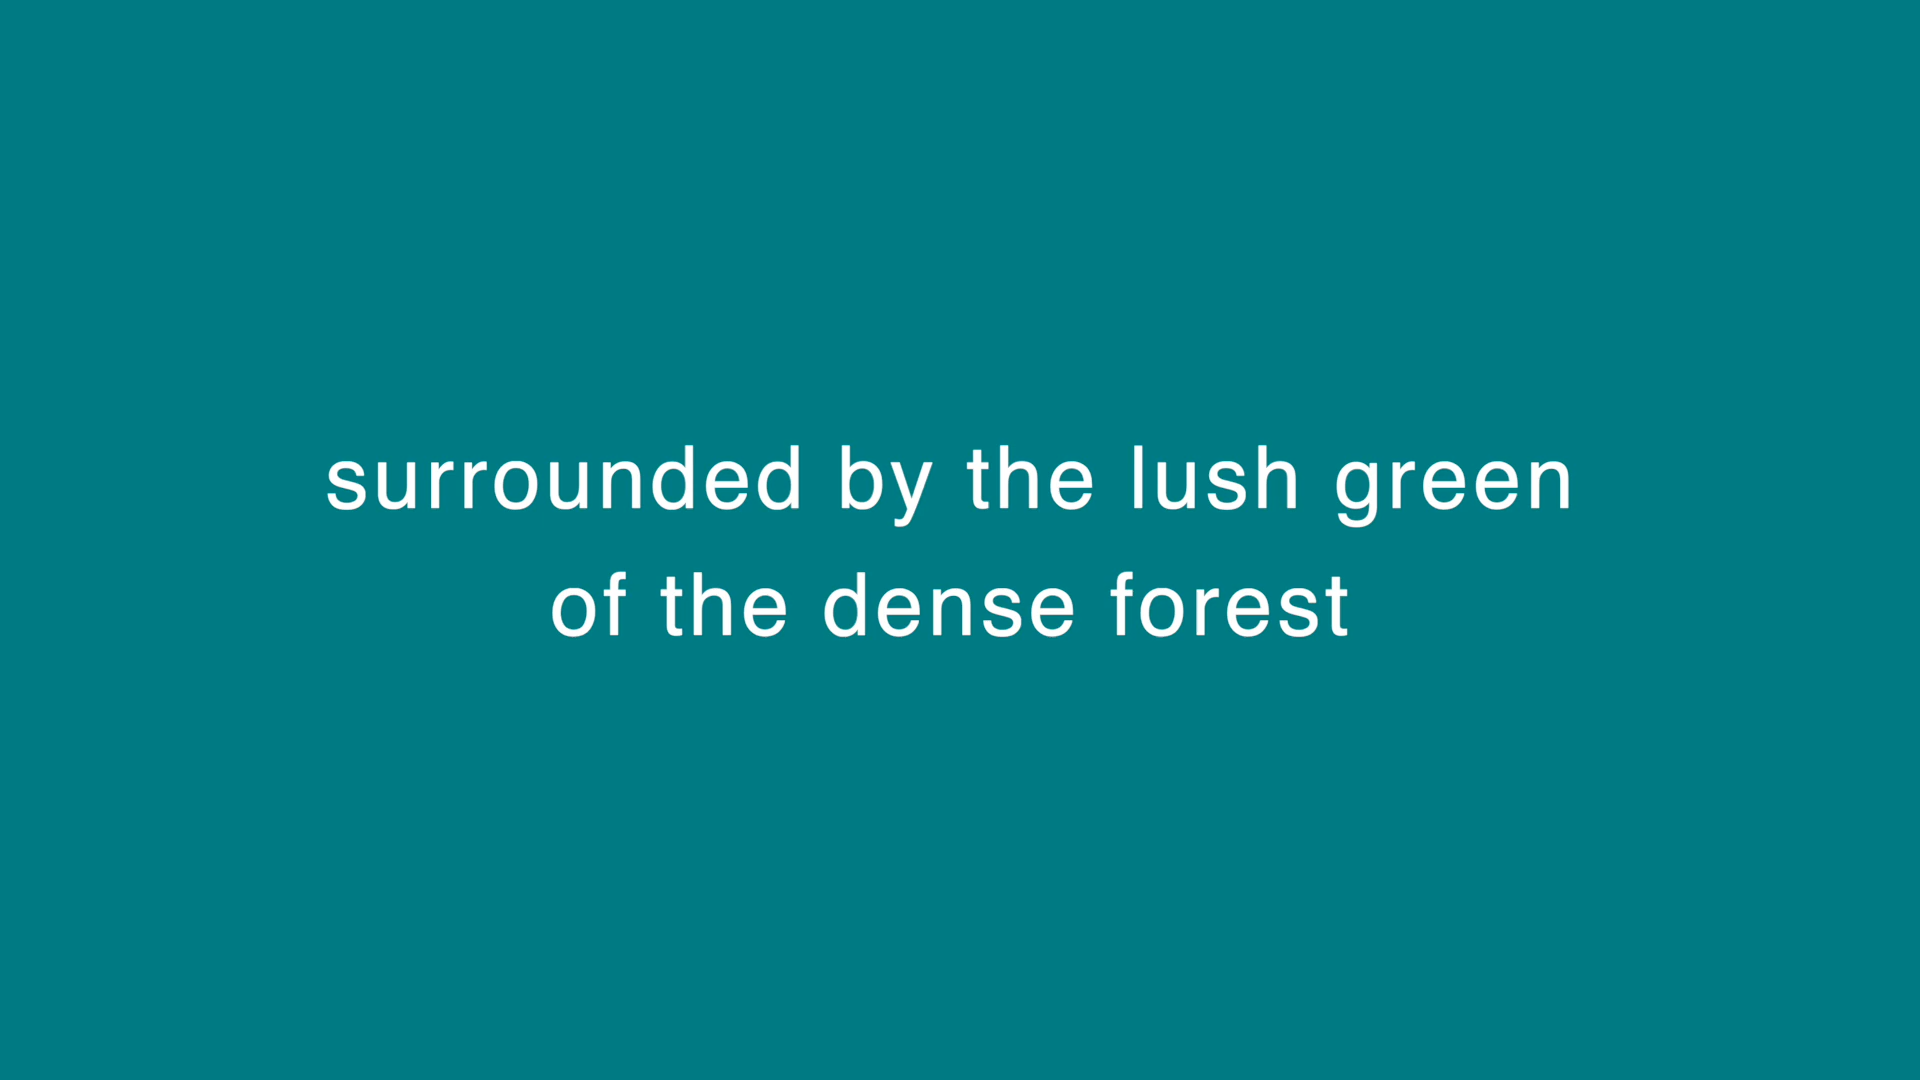 surrounded by the lush green
of the dense forest